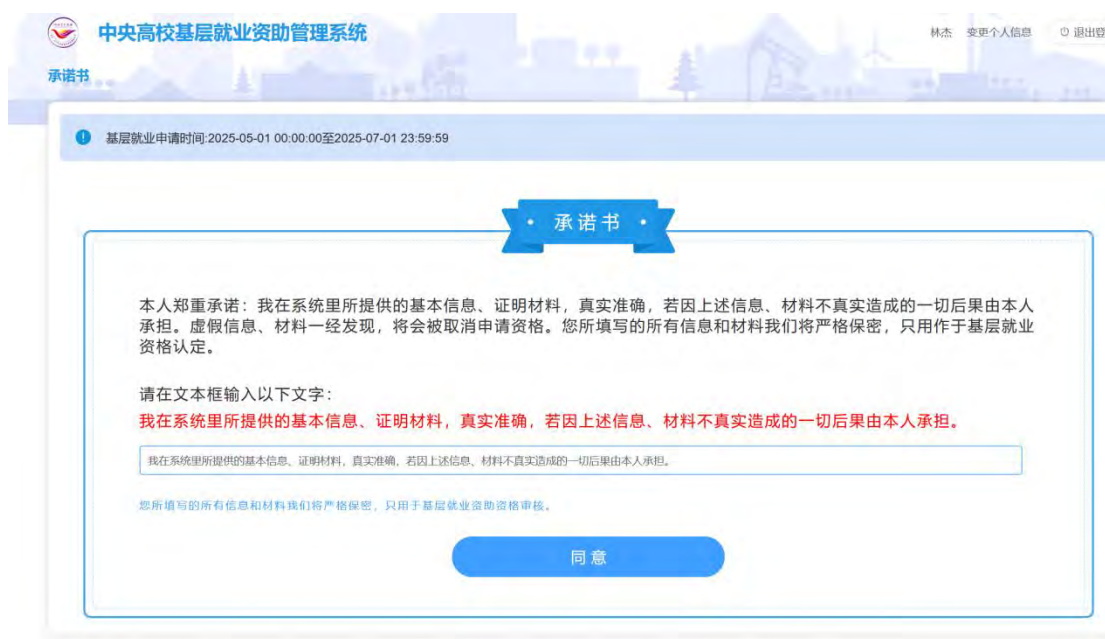 中央高校基层就业资助管理系统
林杰 变更个人信息 退出登
承诺书
基层就业申请时间:2025-05-01 00:00:00至2025-07-01 23:59:59
· 承诺书 ·
本人郑重承诺：我在系统里所提供的基本信息、证明材料，真实准确，若因上述信息、材料不真实造成的一切后果由本人
承担。虚假信息、材料一经发现，将会被取消申请资格。您所填写的所有信息和材料我们将严格保密，只用作于基层就业
资格认定。
请在文本框输入以下文字：
我在系统里所提供的基本信息、证明材料，真实准确，若因上述信息、材料不真实造成的一切后果由本人承担。
我在系统里所提供的基本信息、证明材料，真实准确，若因上述信息、材料不真实造成的一切后果由本人承担。
您所填写的所有信息和材料我们将严格保密，只用于基层就业资助资格审核。
同意